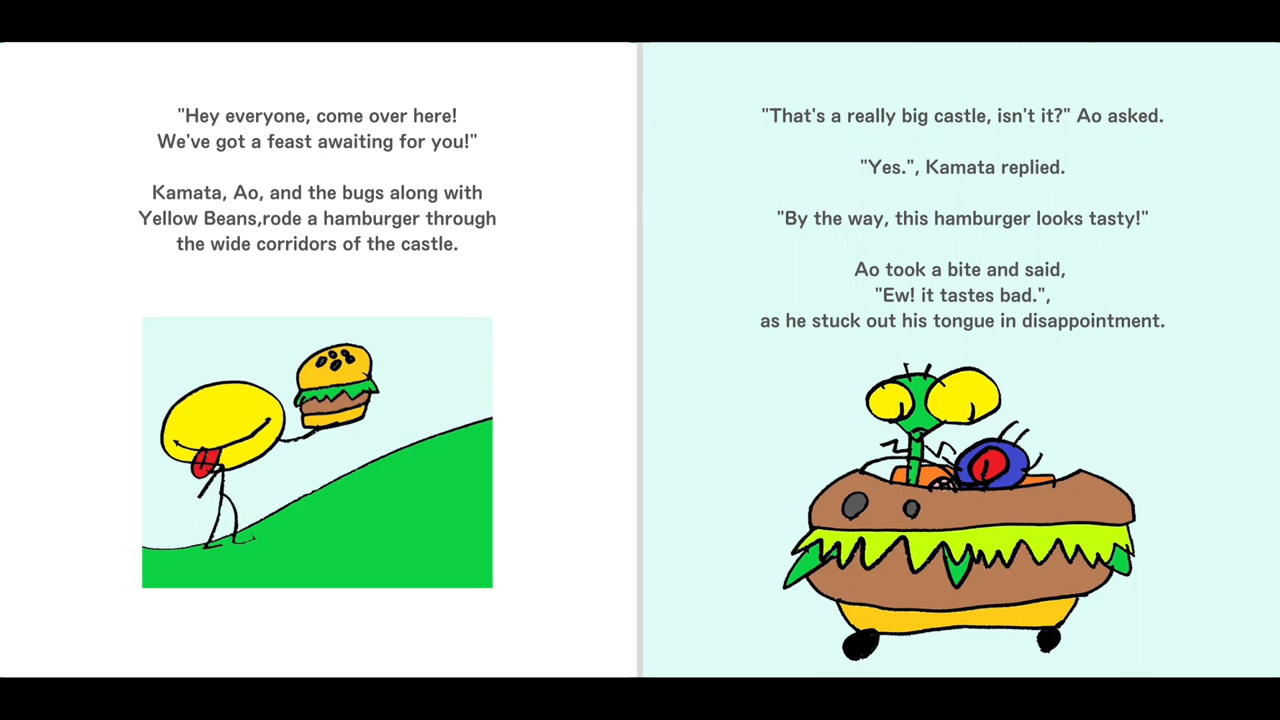 "Hey everyone, come over here!
We've got a feast awaiting for you!"
Kamata, Ao, and the bugs along with
Yellow Beans,rode a hamburger through
the wide corridors of the castle.
"That's a really big castle, isn't it?" Ao asked.
"Yes.", Kamata replied.
"By the way, this hamburger looks tasty!"
Ao took a bite and said,
"Ew! it tastes bad.",
as he stuck out his tongue in disappointment.